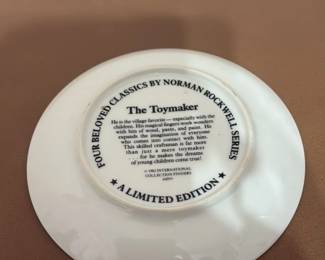 FOUR BELOVED CLASSICS BY NORMAN ROCKWELL SERIES
The Toymaker
He is the village favorite — especially with the
children. His magical fingers work wonders
with bits of wood, paste, and paint. He
expands the imagination of everyone
who comes into contact with him.
This skilled craftsman is far more
than just a mere toymaker
. . . for he makes the dreams
of young children come true!
INTERNATIONAL
COLLECTION
★ A LIMITED EDITION ★